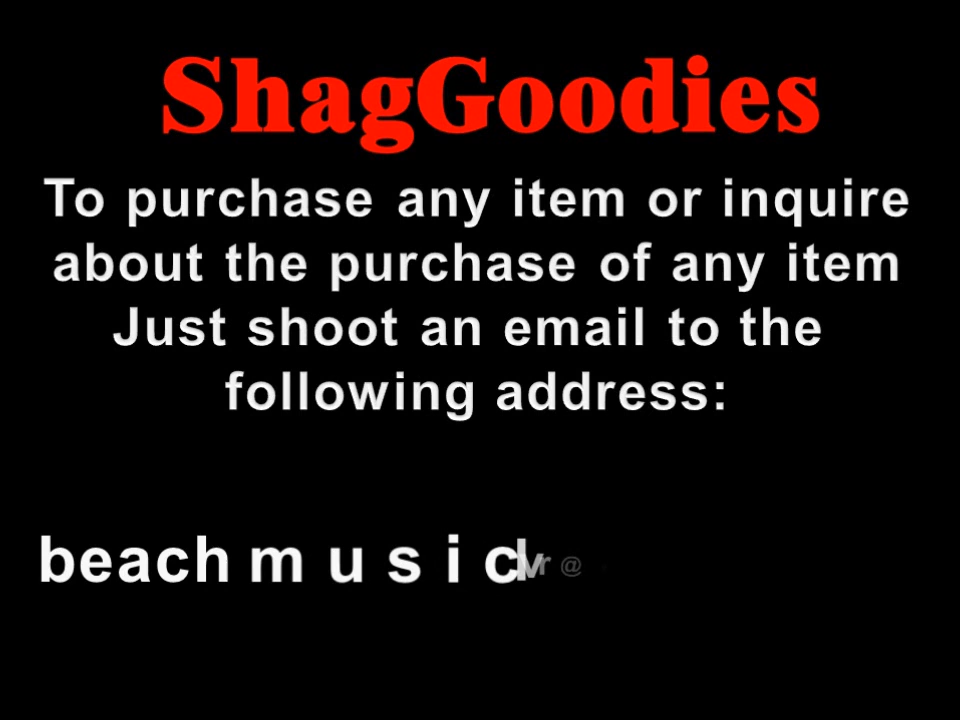 ShagGoodies
To purchase any item or inquire
about the purchase of any item
Just shoot an email to the
following address:
beach m u s i c